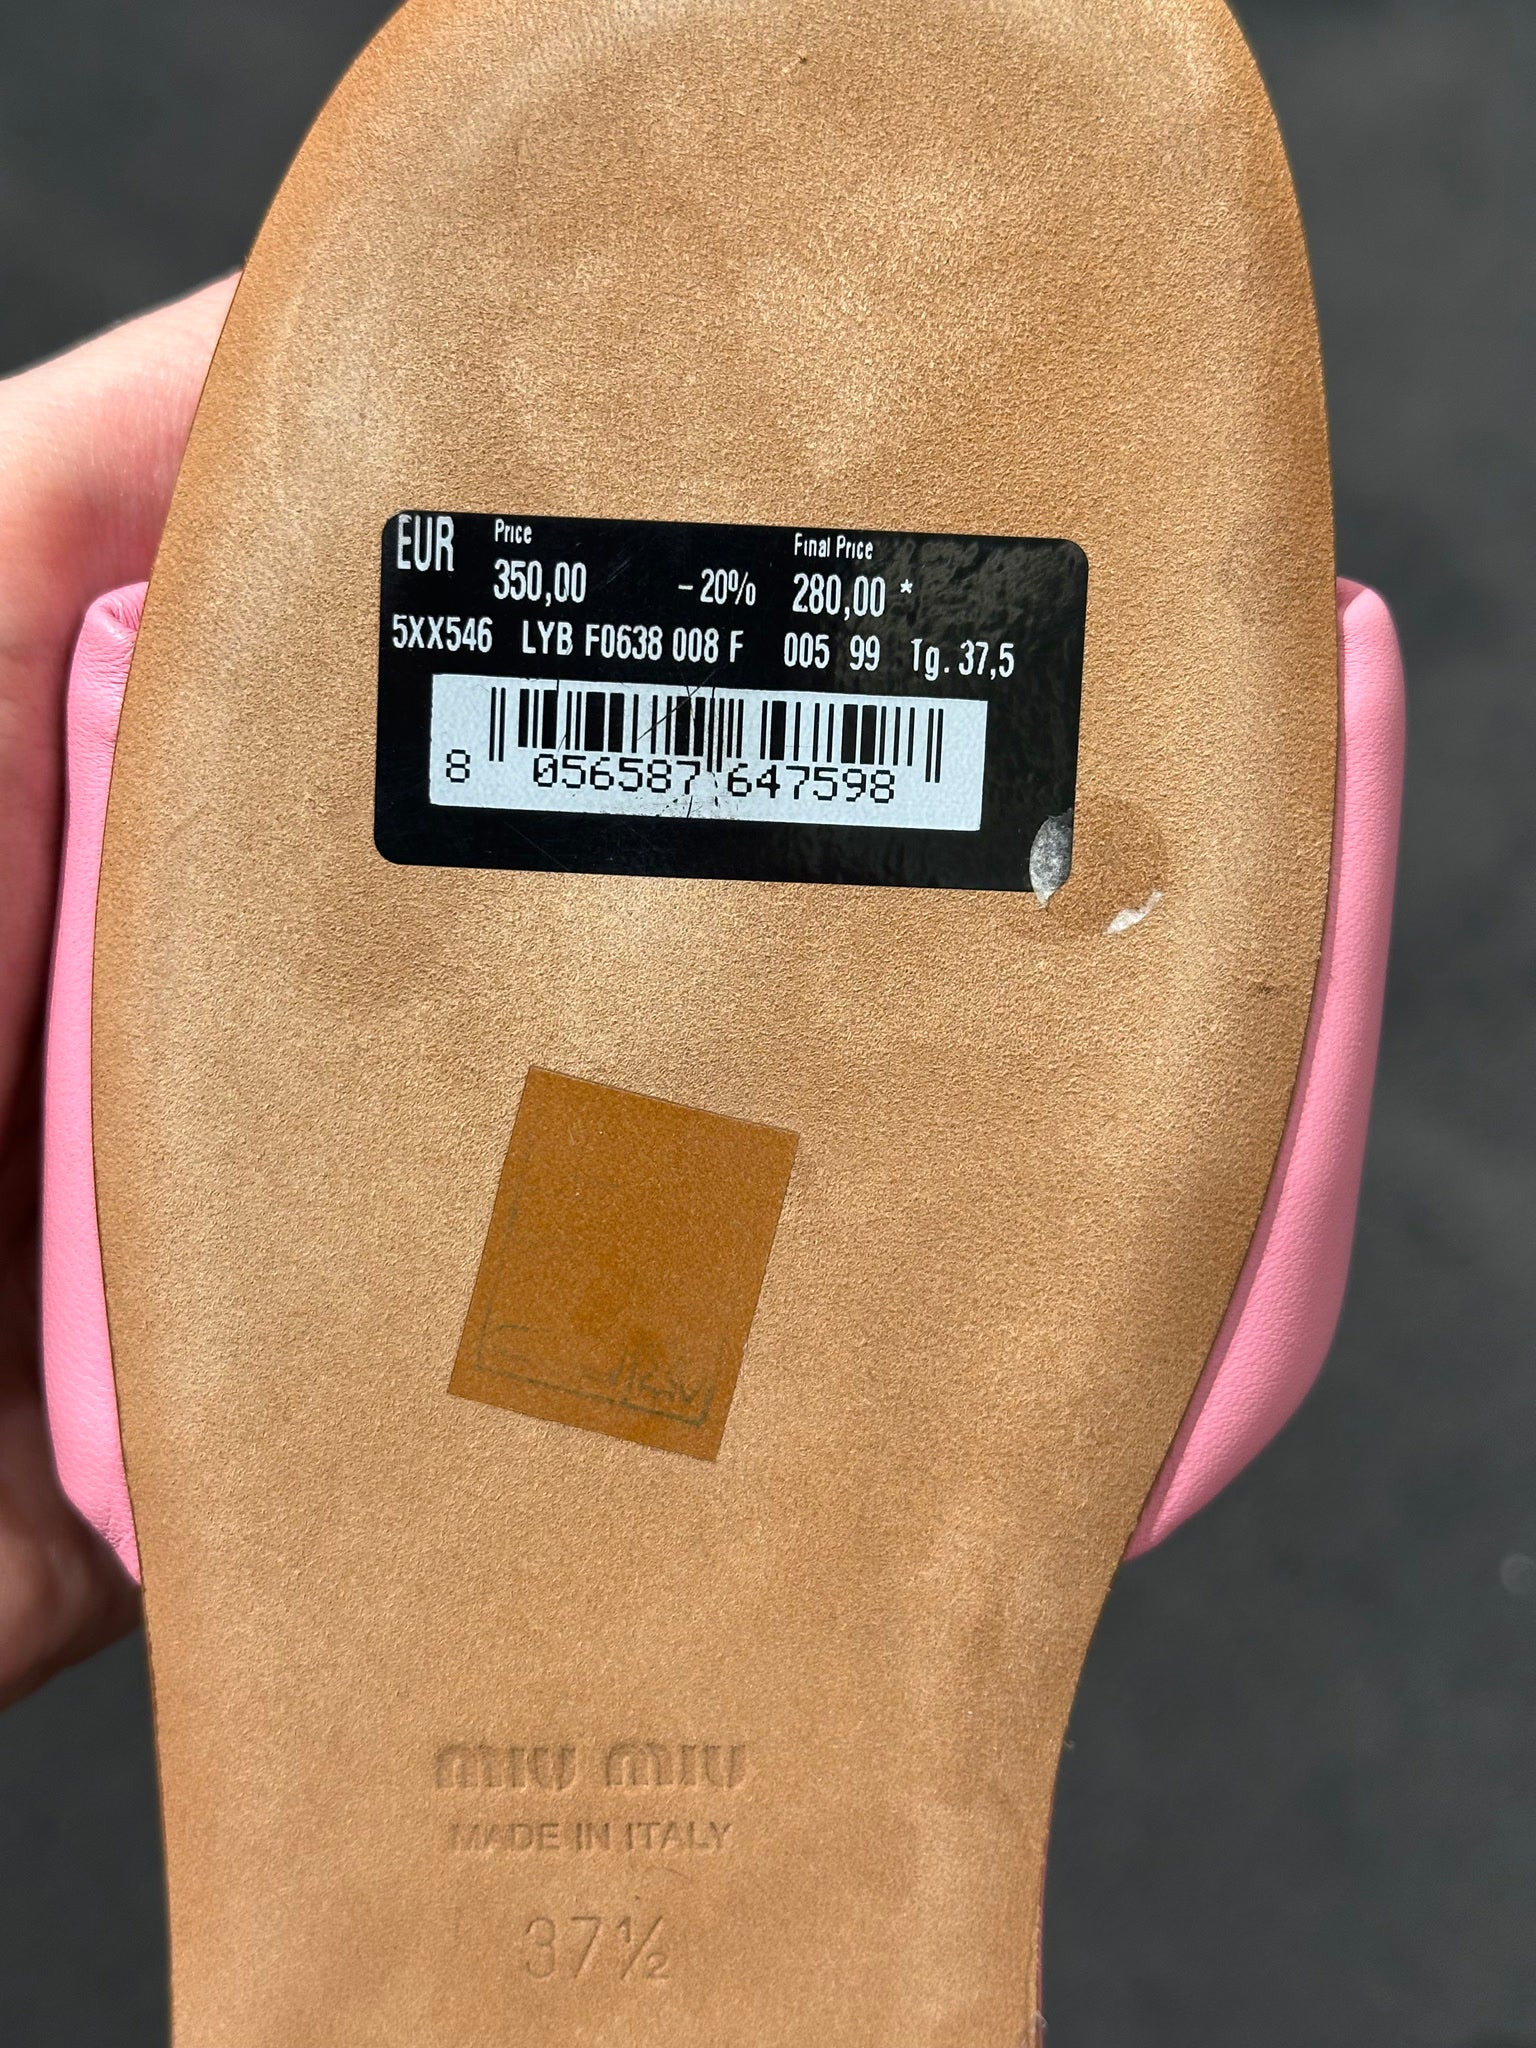 EUR Price Final Price
350,00 – 20% 280,00 *
5XX546 LYB F0638 008 F 005 99 Tg. 37,5
8 056587 647598
MIU MIU
MADE IN ITALY
37½